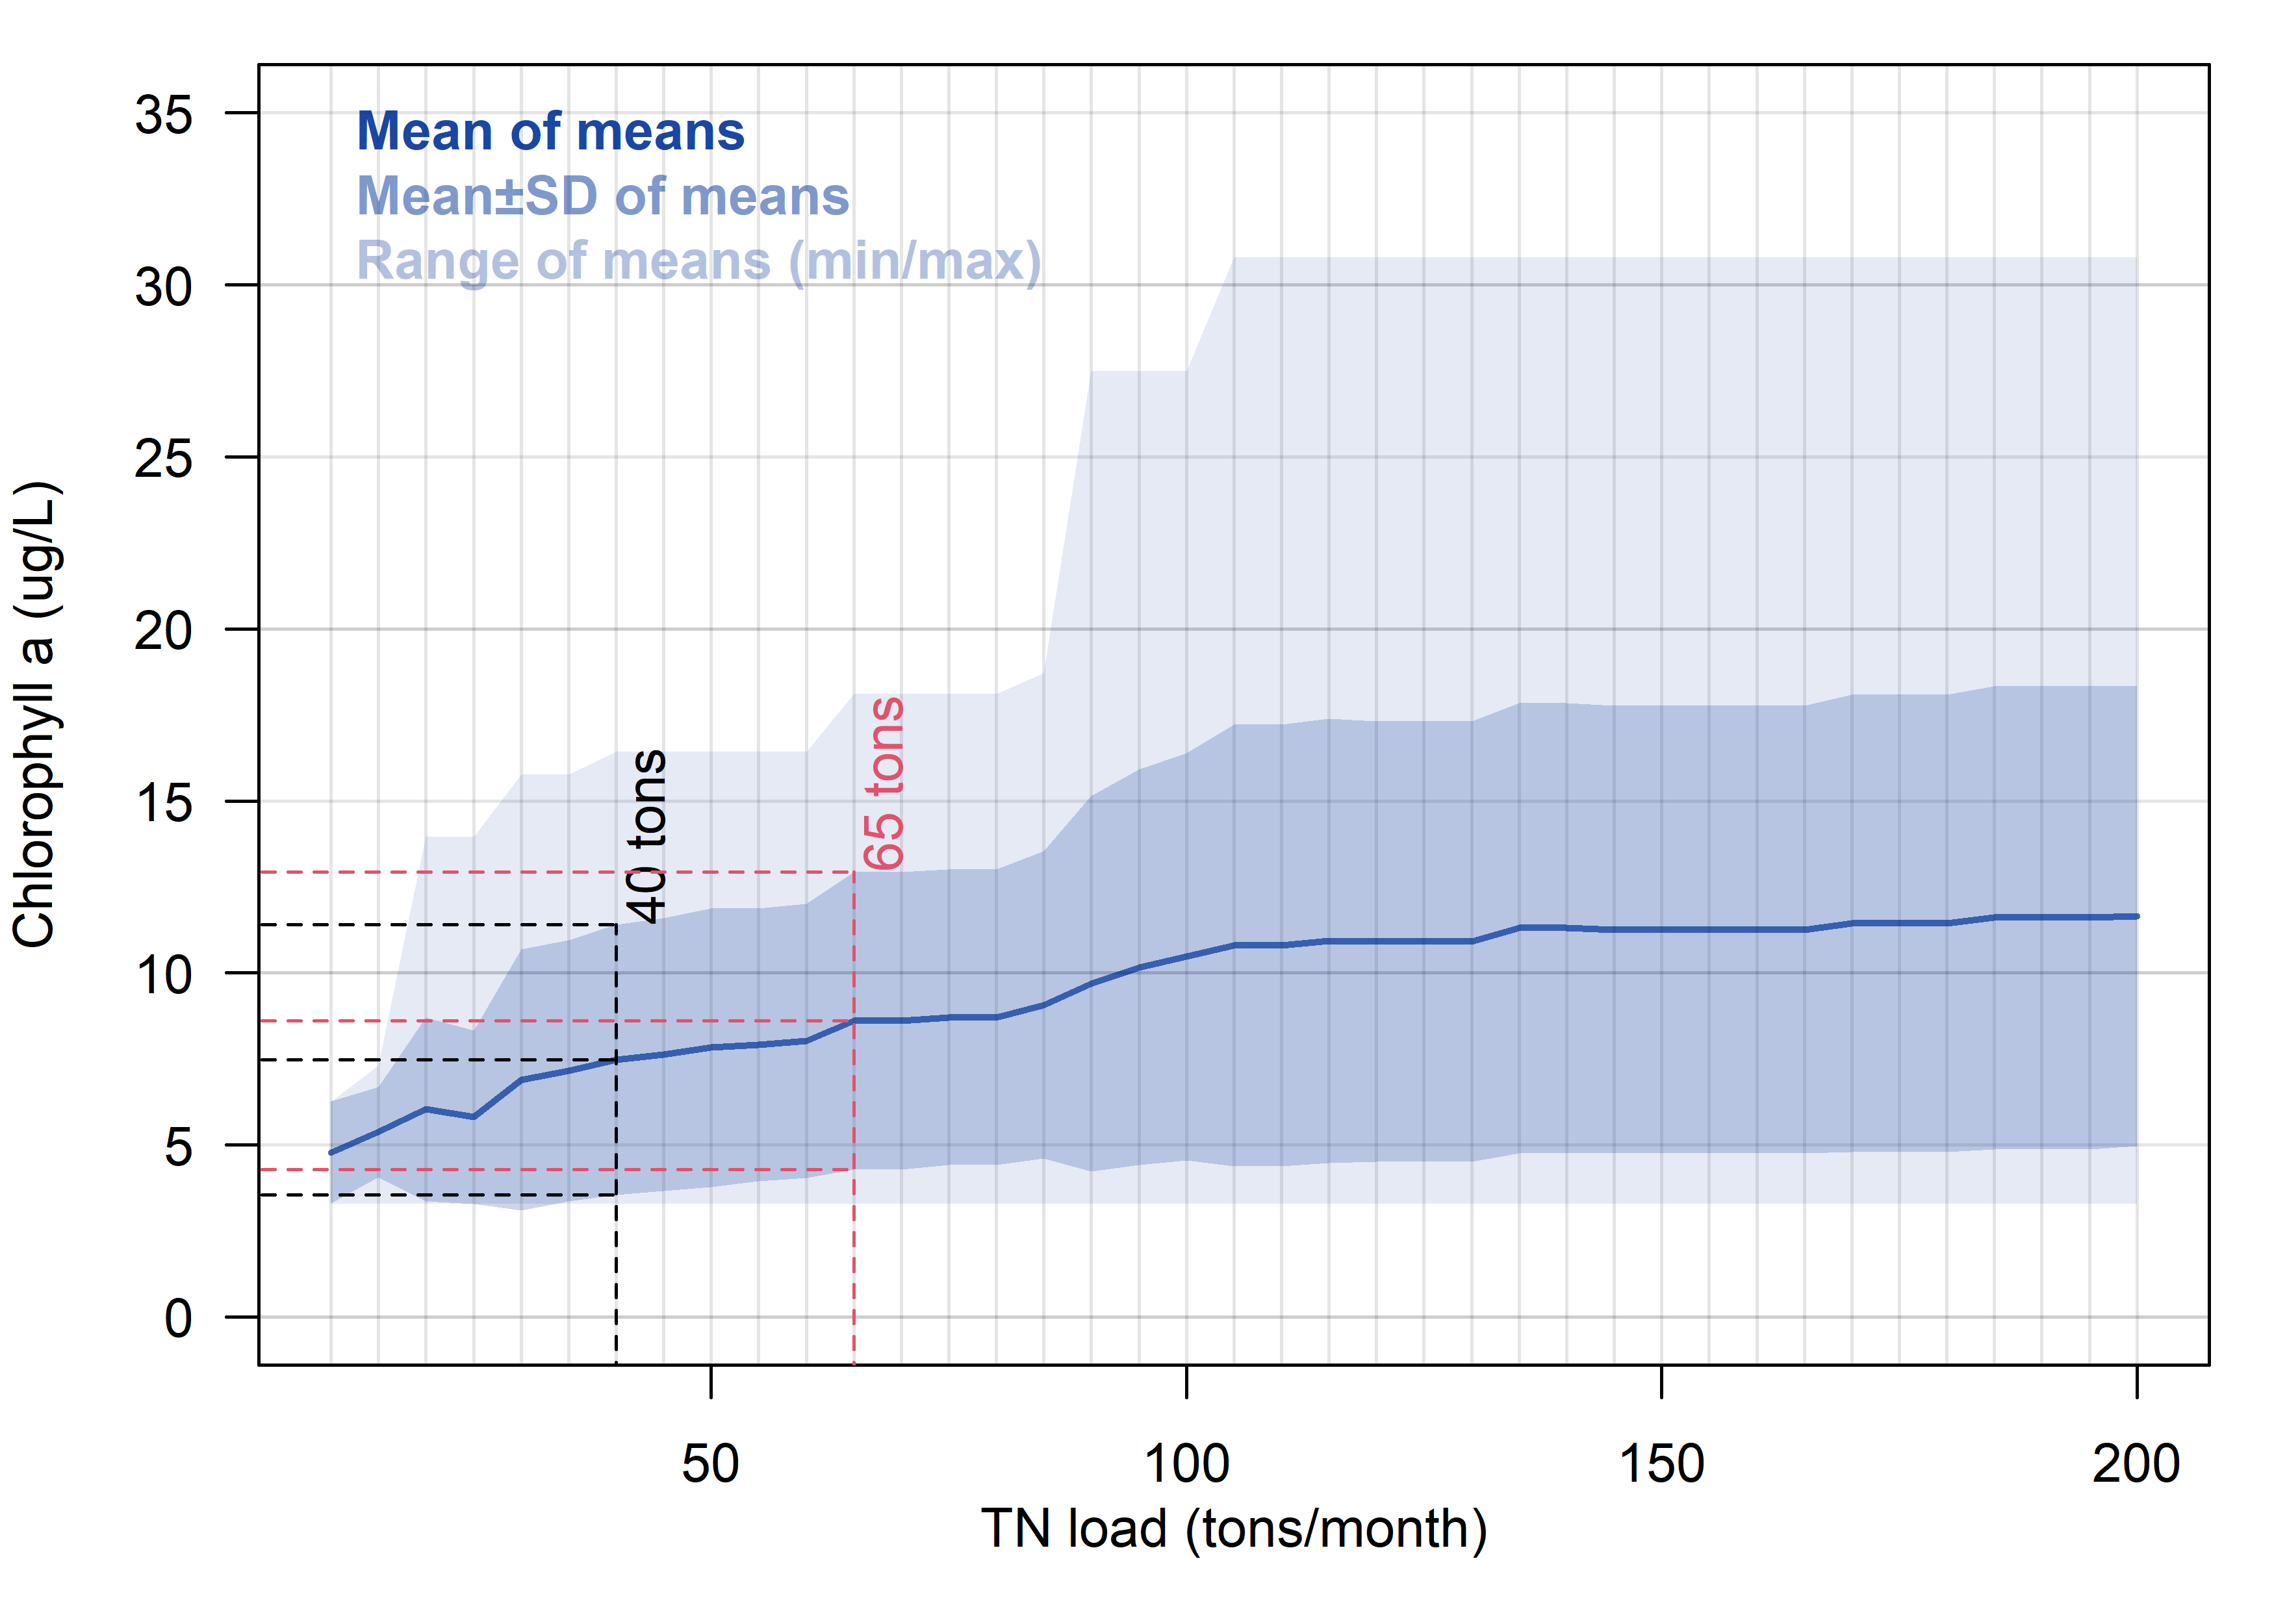 Mean of means
Mean±SD of means
Range of means (min/max)
35
30
25
20
15
10
5
0
Chlorophyll a (ug/L)
40 tons
65 tons
50
100
150
200
TN load (tons/month)